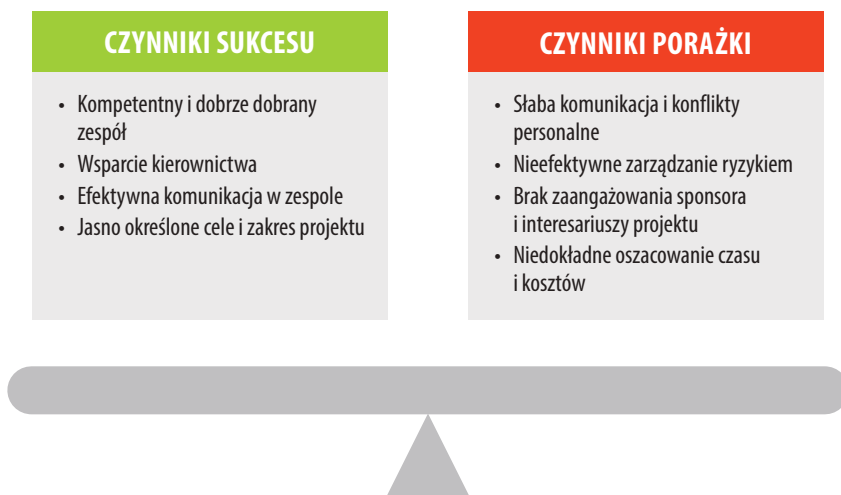 CZYNNIKI SUKCESU
• Kompetentny i dobrze dobrany
zespół
• Wsparcie kierownictwa
• Efektywna komunikacja w zespole
• Jasno określone cele i zakres projektu
CZYNNIKI PORAŻKI
• Słaba komunikacja i konflikty
personalne
• Nieefektywne zarządzanie ryzykiem
• Brak zaangażowania sponsora
i interesariuszy projektu
• Niedokładne oszacowanie czasu
i kosztów